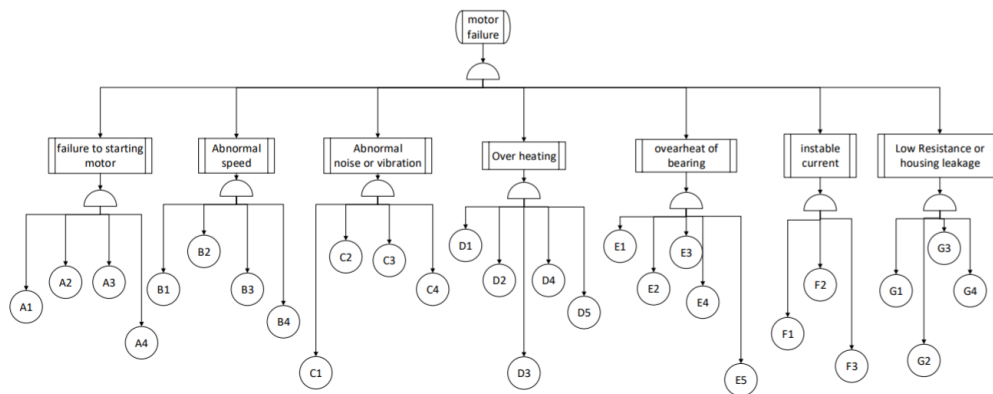 motor
failure
failure to starting
motor
Abnormal
speed
Abnormal
noise or vibration
Over heating
ovearheat of
bearing
instable
current
Low Resistance or
housing leakage
A1
A2
A3
A4
B1
B2
B3
B4
C1
C2
C3
C4
D1
D2
D3
D4
D5
E1
E2
E3
E4
E5
F1
F2
F3
G1
G2
G3
G4